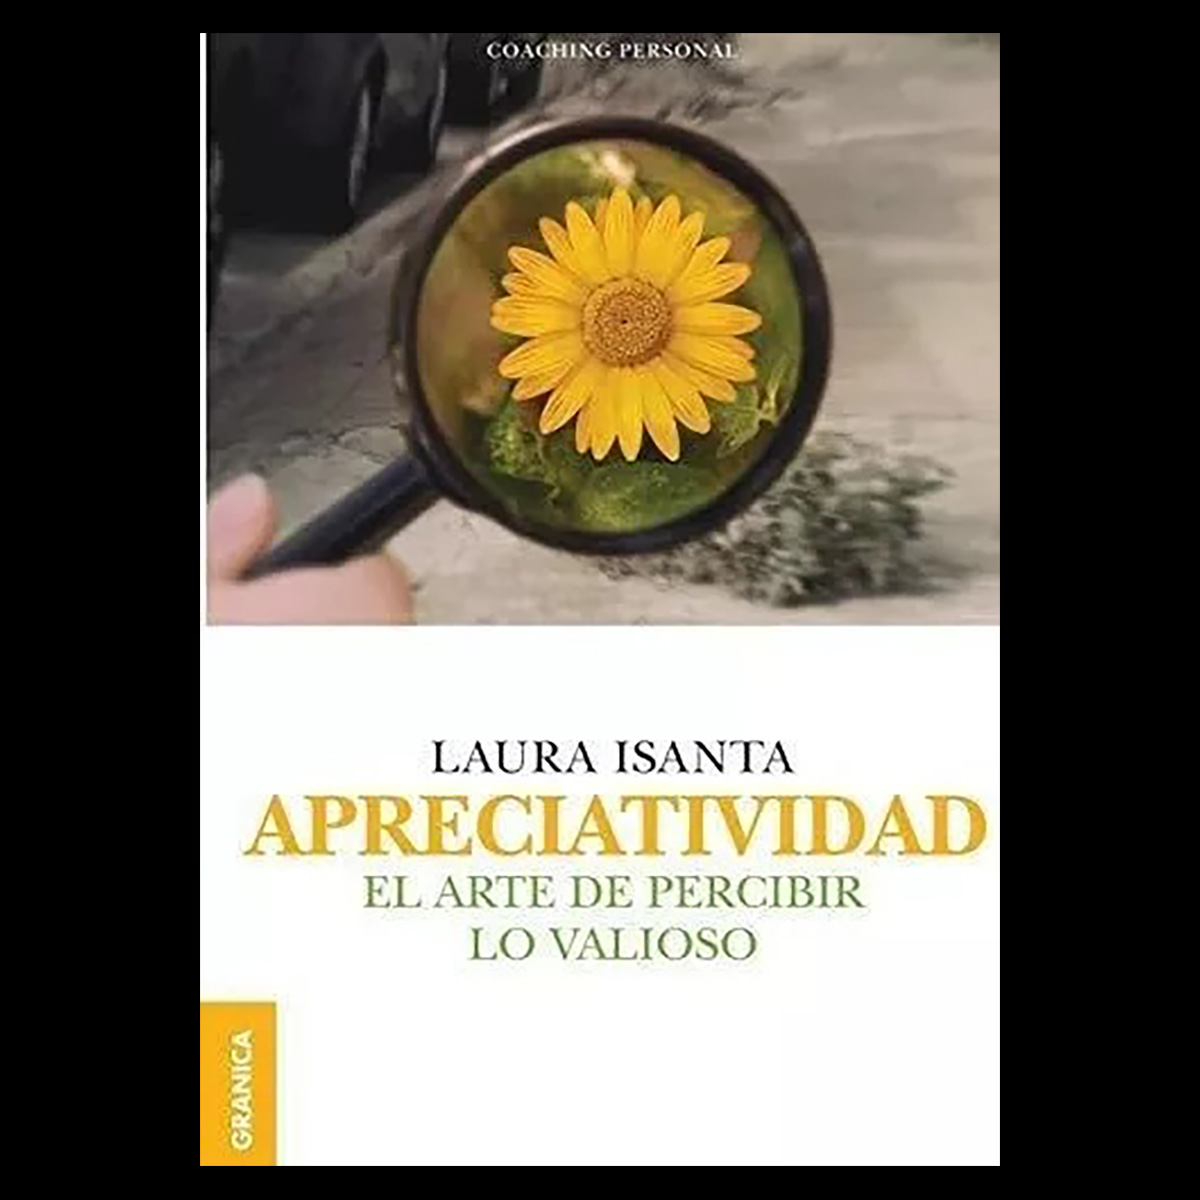 COACHING PERSONAL
LAURA ISANTA
APRECIATIVIDAD
EL ARTE DE PERCIBIR
LO VALIOSO
GRANICA